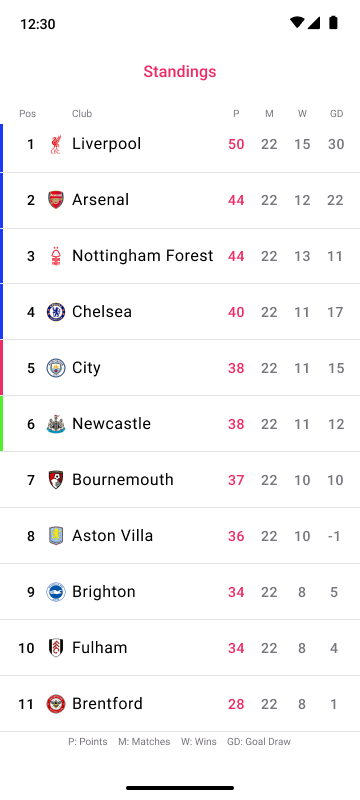 12:30
Standings
Pos Club P M W GD
1 Liverpool 50 22 15 30
2 Arsenal 44 22 12 22
3 Nottingham Forest 44 22 13 11
4 Chelsea 40 22 11 17
5 City 38 22 11 15
6 Newcastle 38 22 11 12
7 Bournemouth 37 22 10 10
8 Aston Villa 36 22 10 -1
9 Brighton 34 22 8 5
10 Fulham 34 22 8 4
11 Brentford 28 22 8 1
P: Points M: Matches W: Wins GD: Goal Draw